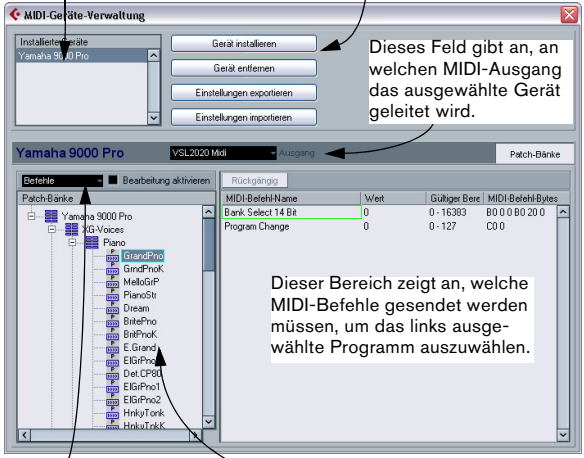 MIDI-Geräte-Verwaltung
Installierte Geräte
Yamaha 9000 Pro
Gerät installieren
Gerät entfernen
Einstellungen exportieren
Einstellungen importieren
Dieses Feld gibt an, an
welchen MIDI-Ausgang
das ausgewählte Gerät
geleitet wird.
Yamaha 9000 Pro
VSL2020 Midi
Ausgang
Patch-Bänke
Befehle
Bearbeitung aktivieren
Rückgängig
Patch-Bänke
MIDI-Befehl-Name Wert Gültiger Bere MIDI-Befehl-Bytes
Bank Select 14 Bit 0 0 - 16383 B0 0 0 B0 20 0
Program Change 0 0 - 127 C0 0
Yamaha 9000 Pro
XG-Voices
Piano
GrandPno
GrndPnoK
MelloGrP
PianoStr
Dream
BritePno
BritPnoK
E.Grand
ElGrPno
Det.CP80
ElGrPno1
ElGrPno2
HnkyTonk
HnkyTnkK
Dieser Bereich zeigt an, welche
MIDI-Befehle gesendet werden
müssen, um das links ausge-
wählte Programm auszuwählen.